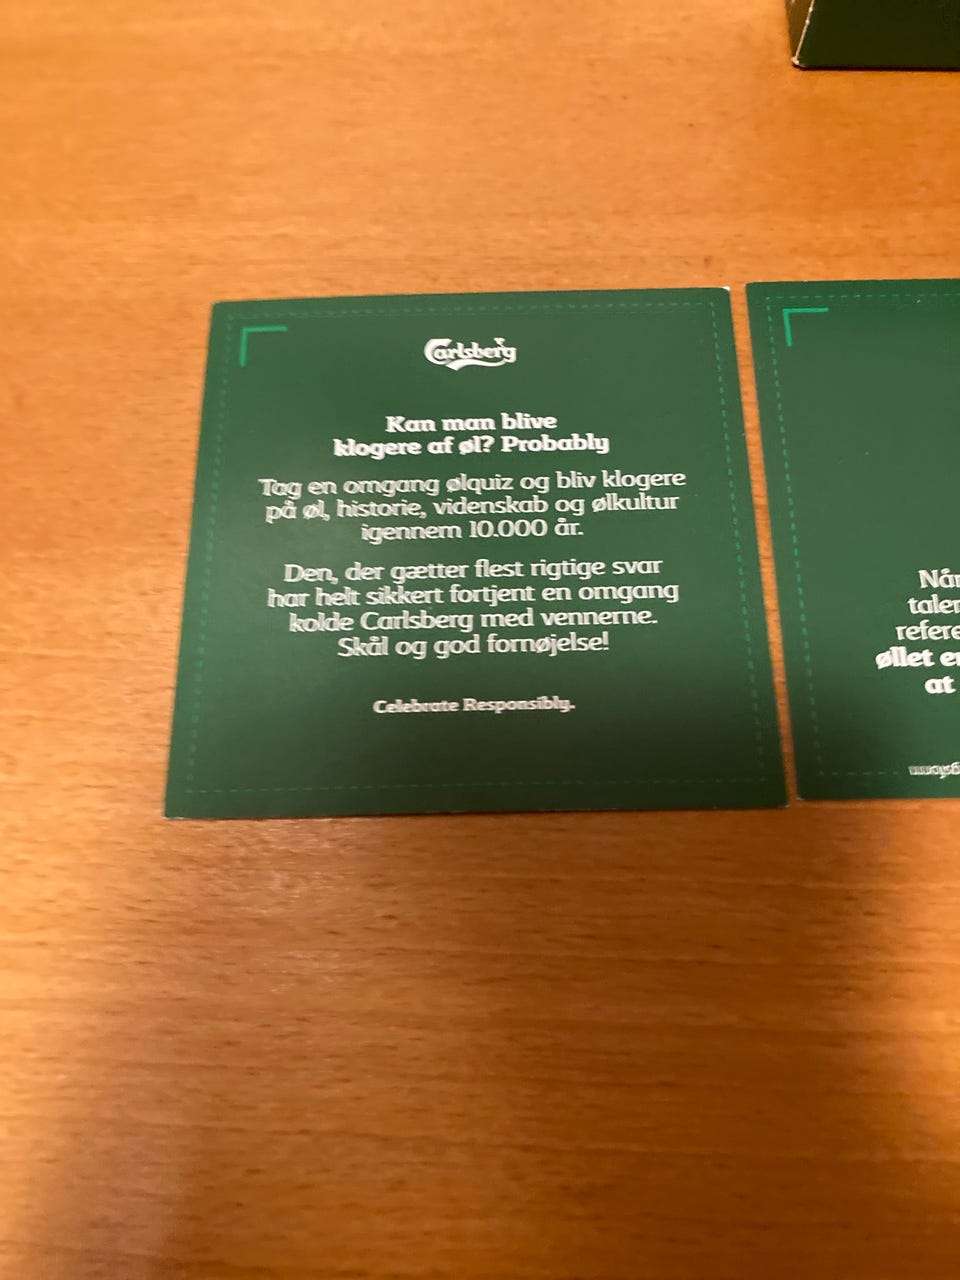 Carlsberg
Kan man blive
klogere af øl? Probably
Tag en omgang ølquiz og bliv klogere
på øl, historie, videnskab og ølkultur
igennem 10.000 år.
Den, der gætter flest rigtige svar
har helt sikkert fortjent en omgang
kolde Carlsberg med vennerne.
Skål og god fornøjelse!
Celebrate Responsibly.
øllet
at